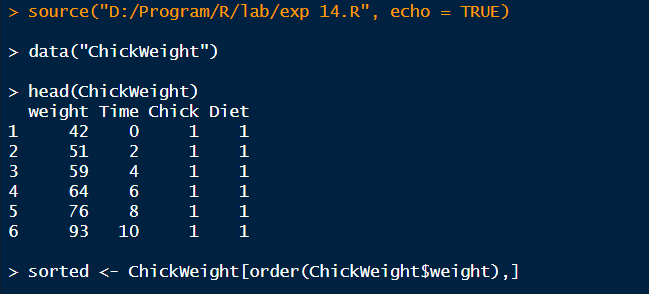 > source("D:/Program/R/lab/exp 14.R", echo = TRUE)
> data("ChickWeight")
> head(ChickWeight)
  weight Time Chick Diet
1     42    0     1    1
2     51    2     1    1
3     59    4     1    1
4     64    6     1    1
5     76    8     1    1
6     93   10     1    1
> sorted <- ChickWeight[order(ChickWeight$weight),]